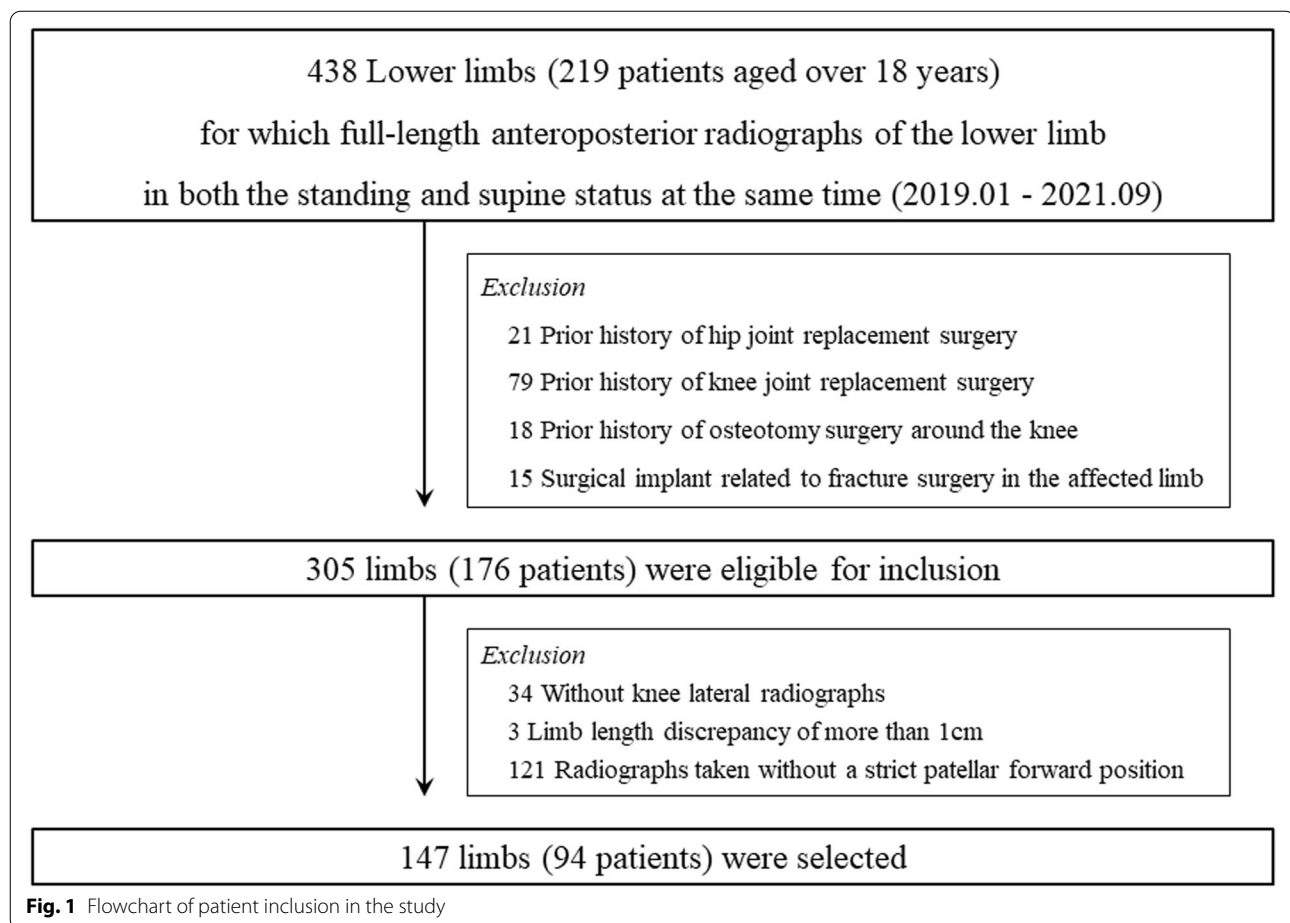 438 Lower limbs (219 patients aged over 18 years)
for which full-length anteroposterior radiographs of the lower limb
in both the standing and supine status at the same time (2019.01 - 2021.09)
Exclusion
21 Prior history of hip joint replacement surgery
79 Prior history of knee joint replacement surgery
18 Prior history of osteotomy surgery around the knee
15 Surgical implant related to fracture surgery in the affected limb
305 limbs (176 patients) were eligible for inclusion
Exclusion
34 Without knee lateral radiographs
3 Limb length discrepancy of more than 1cm
121 Radiographs taken without a strict patellar forward position
147 limbs (94 patients) were selected
Fig. 1 Flowchart of patient inclusion in the study